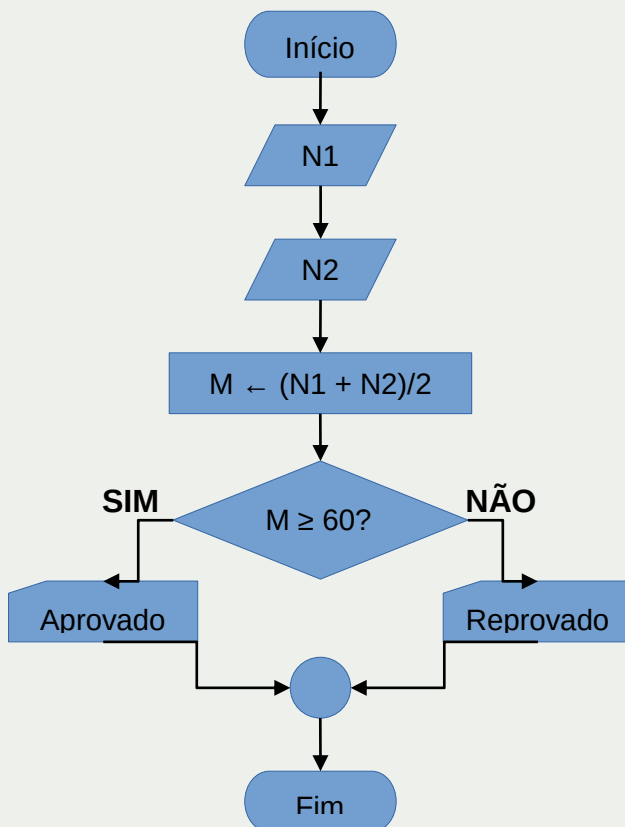 Início
N1
N2
M ← (N1 + N2)/2
SIM
NÃO
M ≥ 60?
Aprovado
Reprovado
Fim